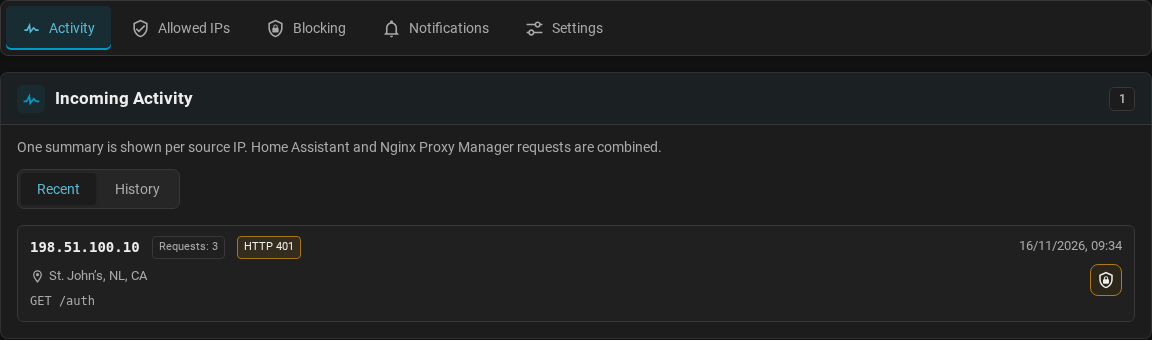 Activity Allowed IPs Blocking Notifications Settings
Incoming Activity 1
One summary is shown per source IP. Home Assistant and Nginx Proxy Manager requests are combined.
Recent History
198.51.100.10 Requests: 3 HTTP 401 16/11/2026, 09:34
St. John's, NL, CA
GET /auth